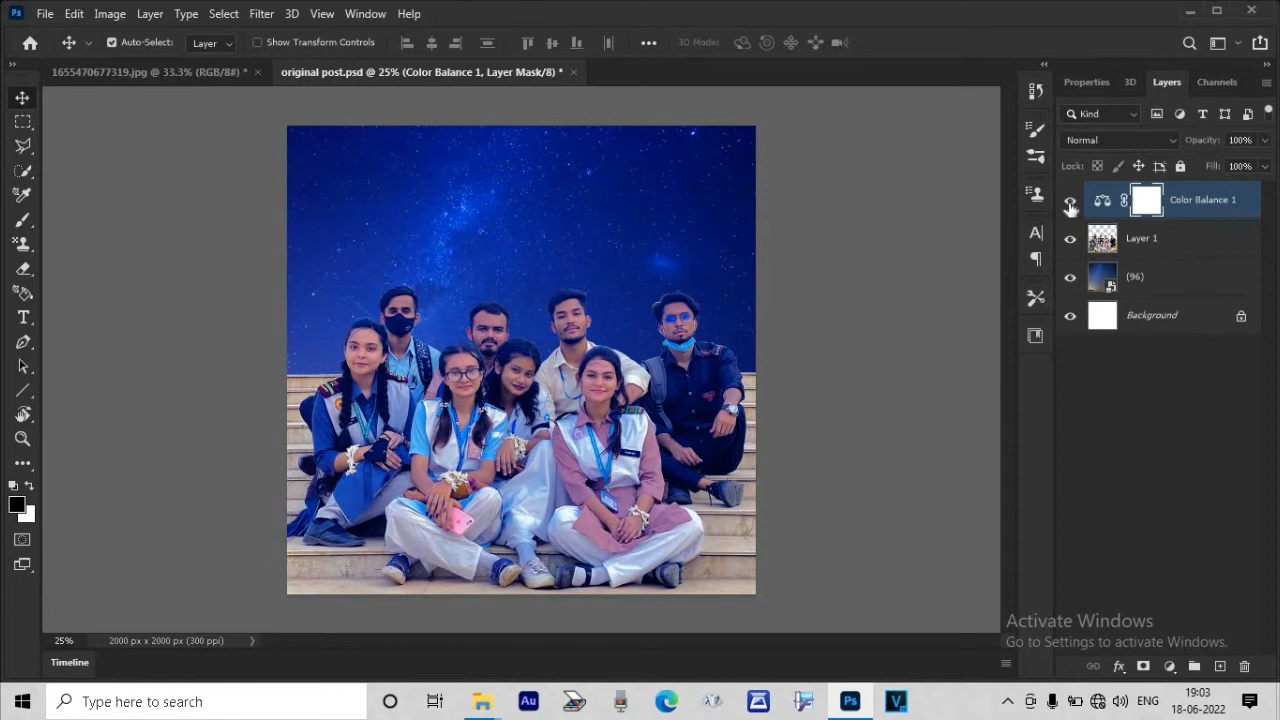 Ps File Edit Image Layer Type Select Filter 3D View Window Help
Auto-Select: Layer Show Transform Controls 3D Mode:
1655470677319.jpg @ 33.3% (RGB/8#) * × original post.psd @ 25% (Color Balance 1, Layer Mask/8) * ×
Properties 3D Layers Channels
Kind
Normal Opacity: 100%
Lock: Fill: 100%
Color Balance 1
Layer 1
(96)
Background
Activate Windows
Go to Settings to activate Windows.
25% 2000 px x 2000 px (300 ppi)
Timeline
Type here to search
Au Ps V
ENG
19:03
18-06-2022